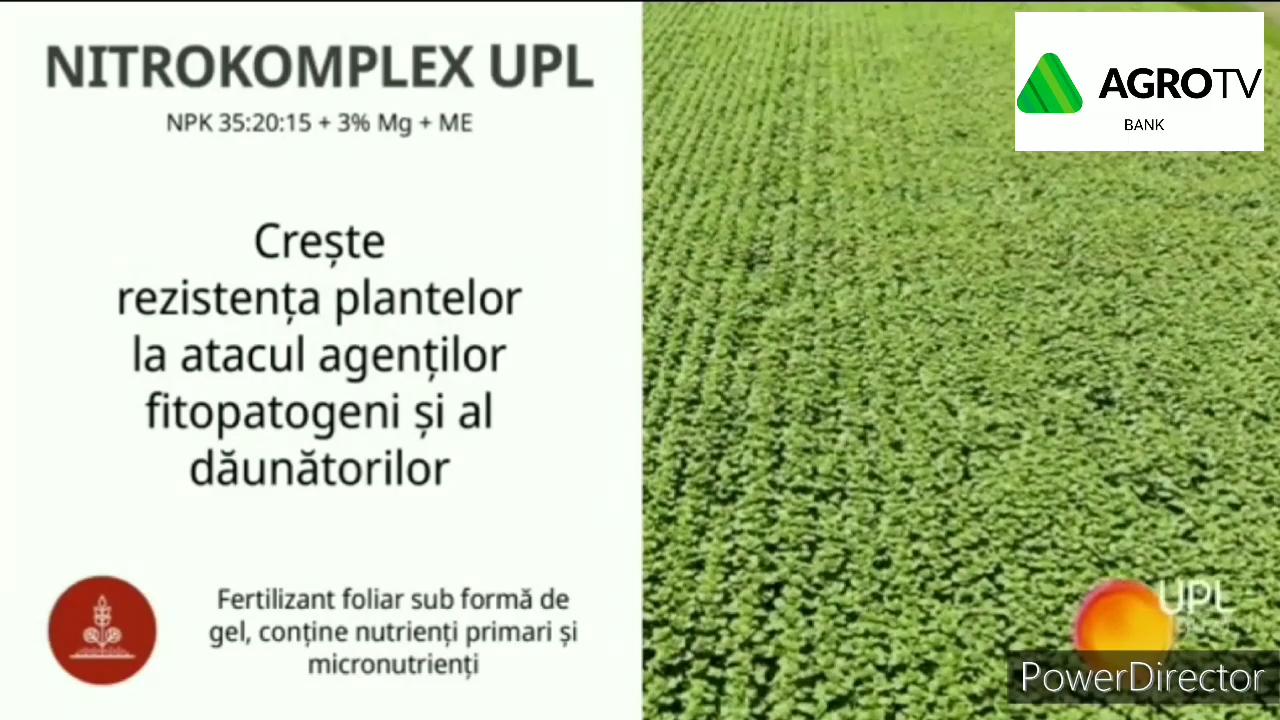 NITROKOMPLEX UPL
NPK 35:20:15 + 3% Mg + ME
Crește
rezistența plantelor
la atacul agenților
fitopatogeni și al
dăunătorilor
Fertilizant foliar sub formă de
gel, conține nutrienți primari și
micronutrienți
AGROTV
BANK
UPL
PowerDirector